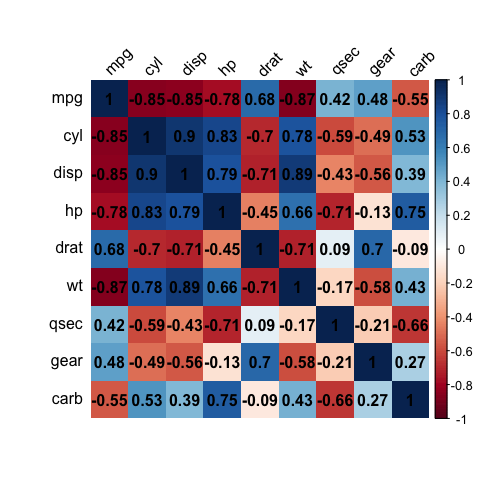 mpg cyl disp hp drat wt qsec gear carb
mpg 1 -0.85 -0.85 -0.78 0.68 -0.87 0.42 0.48 -0.55
cyl -0.85 1 0.9 0.83 -0.7 0.78 -0.59 -0.49 0.53
disp -0.85 0.9 1 0.79 -0.71 0.89 -0.43 -0.56 0.39
hp -0.78 0.83 0.79 1 -0.45 0.66 -0.71 -0.13 0.75
drat 0.68 -0.7 -0.71 -0.45 1 -0.71 0.09 0.7 -0.09
wt -0.87 0.78 0.89 0.66 -0.71 1 -0.17 -0.58 0.43
qsec 0.42 -0.59 -0.43 -0.71 0.09 -0.17 1 -0.21 -0.66
gear 0.48 -0.49 -0.56 -0.13 0.7 -0.58 -0.21 1 0.27
carb -0.55 0.53 0.39 0.75 -0.09 0.43 -0.66 0.27 1
1
0.8
0.6
0.4
0.2
0
-0.2
-0.4
-0.6
-0.8
-1